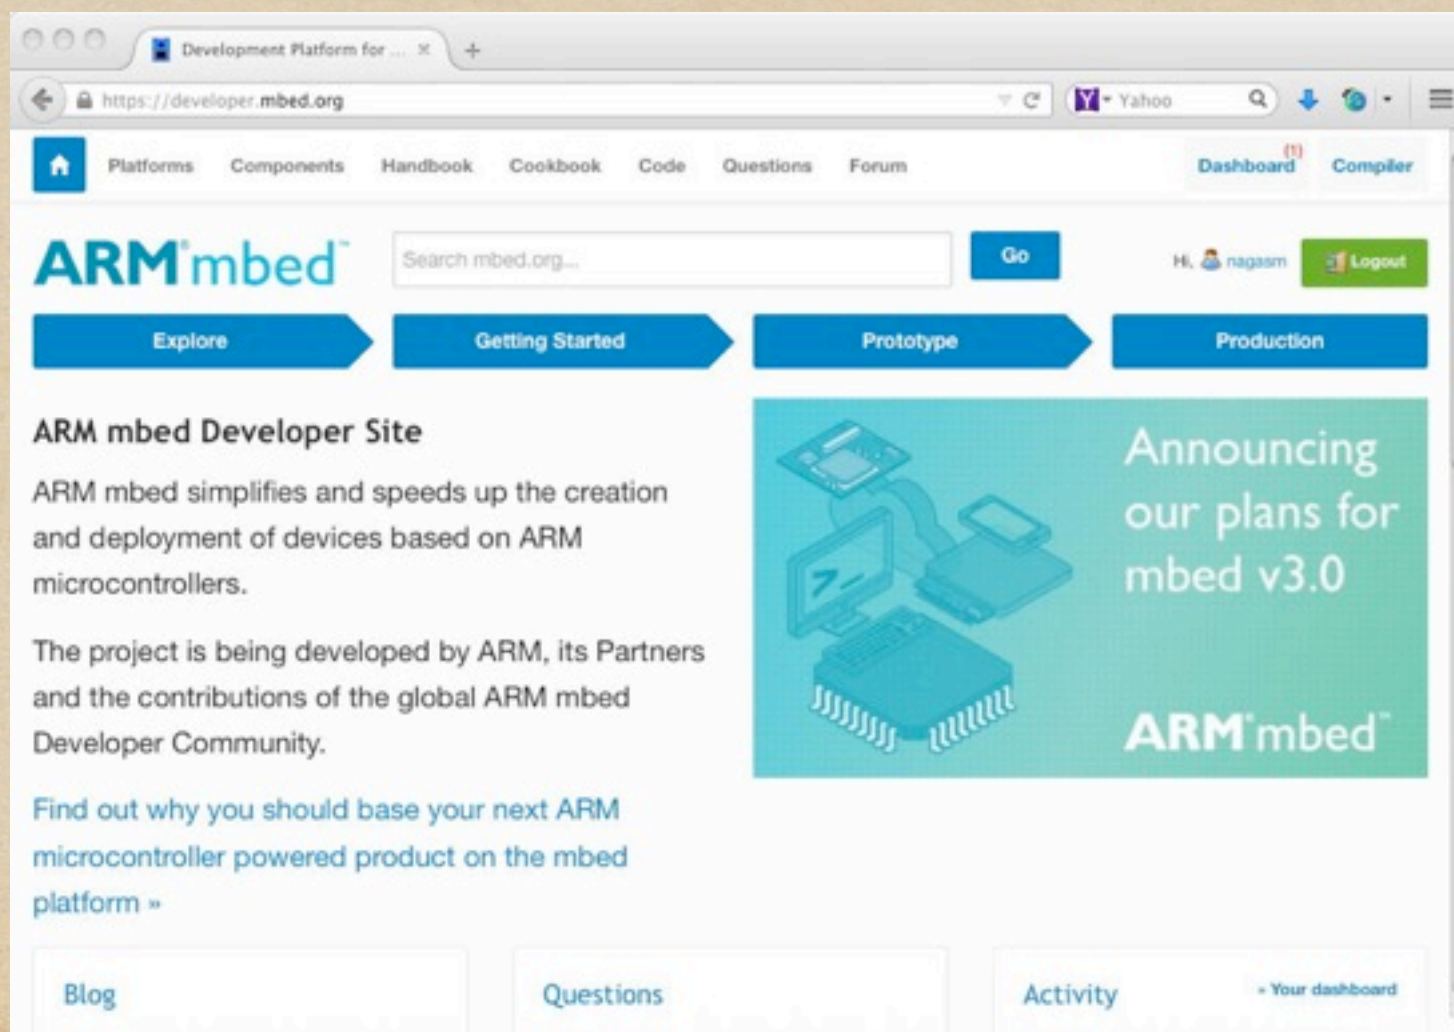 Development Platform for ...
https://developer.mbed.org
Yahoo
Platforms Components Handbook Cookbook Code Questions Forum Dashboard (1) Compiler
ARM®mbed™
Search mbed.org...
Go
Hi, nagasm
Logout
Explore Getting Started Prototype Production
ARM mbed Developer Site
ARM mbed simplifies and speeds up the creation
and deployment of devices based on ARM
microcontrollers.
The project is being developed by ARM, its Partners
and the contributions of the global ARM mbed
Developer Community.
Find out why you should base your next ARM
microcontroller powered product on the mbed
platform »
Announcing
our plans for
mbed v3.0
ARM®mbed™
Blog
Questions
Activity
» Your dashboard